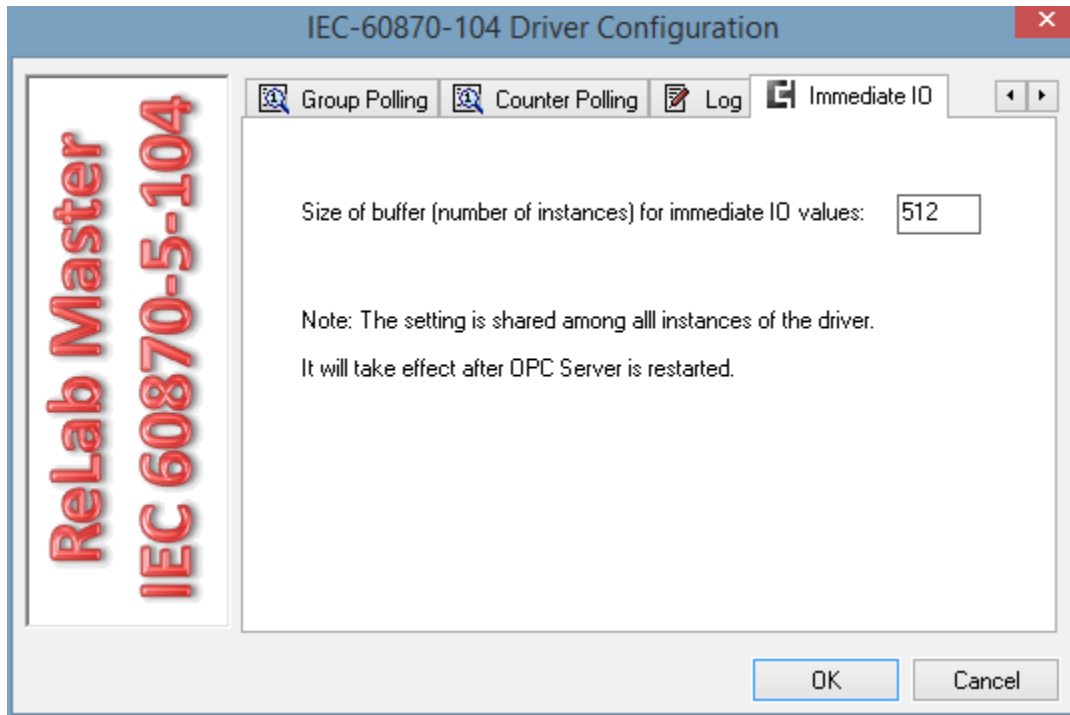 IEC-60870-104 Driver Configuration
ReLab Master
IEC 60870-5-104
Group Polling
Counter Polling
Log
Immediate IO
Size of buffer (number of instances) for immediate IO values: 512
Note: The setting is shared among alll instances of the driver.
It will take effect after OPC Server is restarted.
OK
Cancel